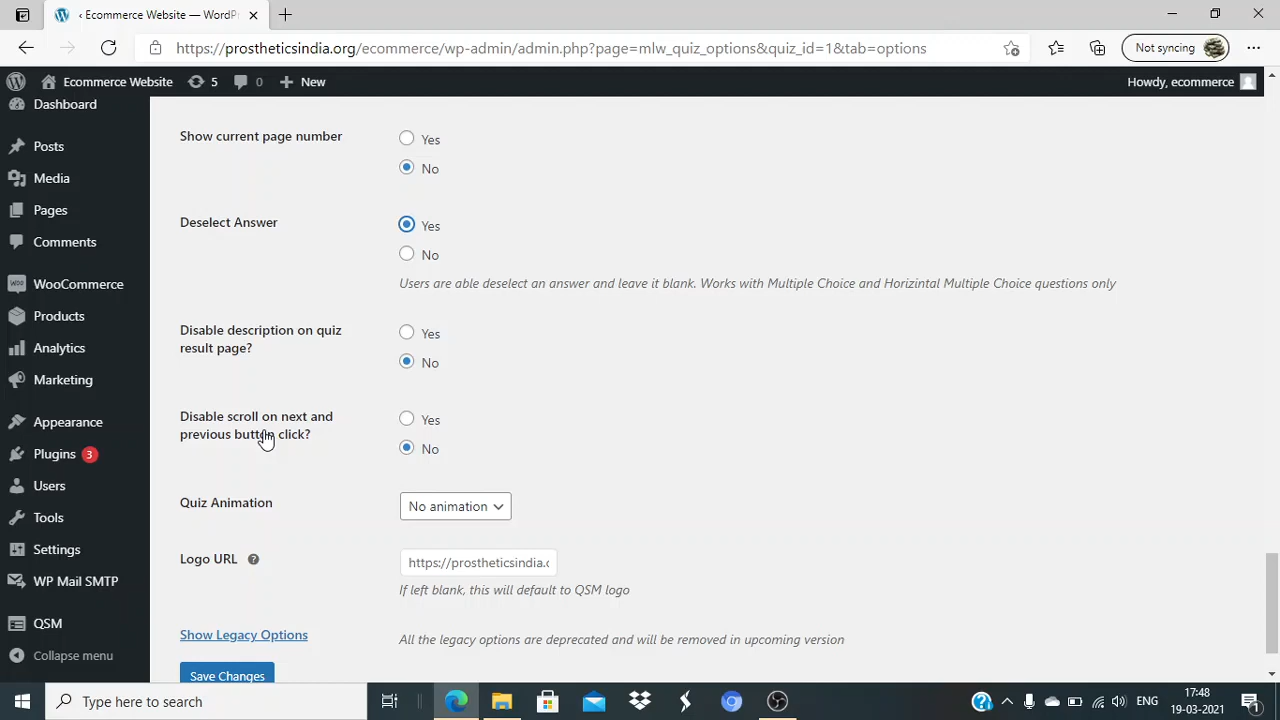 ‹ Ecommerce Website — WordPr
https://prostheticsindia.org/ecommerce/wp-admin/admin.php?page=mlw_quiz_options&quiz_id=1&tab=options
Not syncing
Ecommerce Website
5
0
New
Howdy, ecommerce
Dashboard
Posts
Media
Pages
Comments
WooCommerce
Products
Analytics
Marketing
Appearance
Plugins 3
Users
Tools
Settings
WP Mail SMTP
QSM
Collapse menu
Show current page number
Yes
No
Deselect Answer
Yes
No
Users are able deselect an answer and leave it blank. Works with Multiple Choice and Horizintal Multiple Choice questions only
Disable description on quiz
result page?
Yes
No
Disable scroll on next and
previous button click?
Yes
No
Quiz Animation
No animation
Logo URL ?
https://prostheticsindia.o
If left blank, this will default to QSM logo
Show Legacy Options
All the legacy options are deprecated and will be removed in upcoming version
Save Changes
Type here to search
ENG
17:48
19-03-2021
1